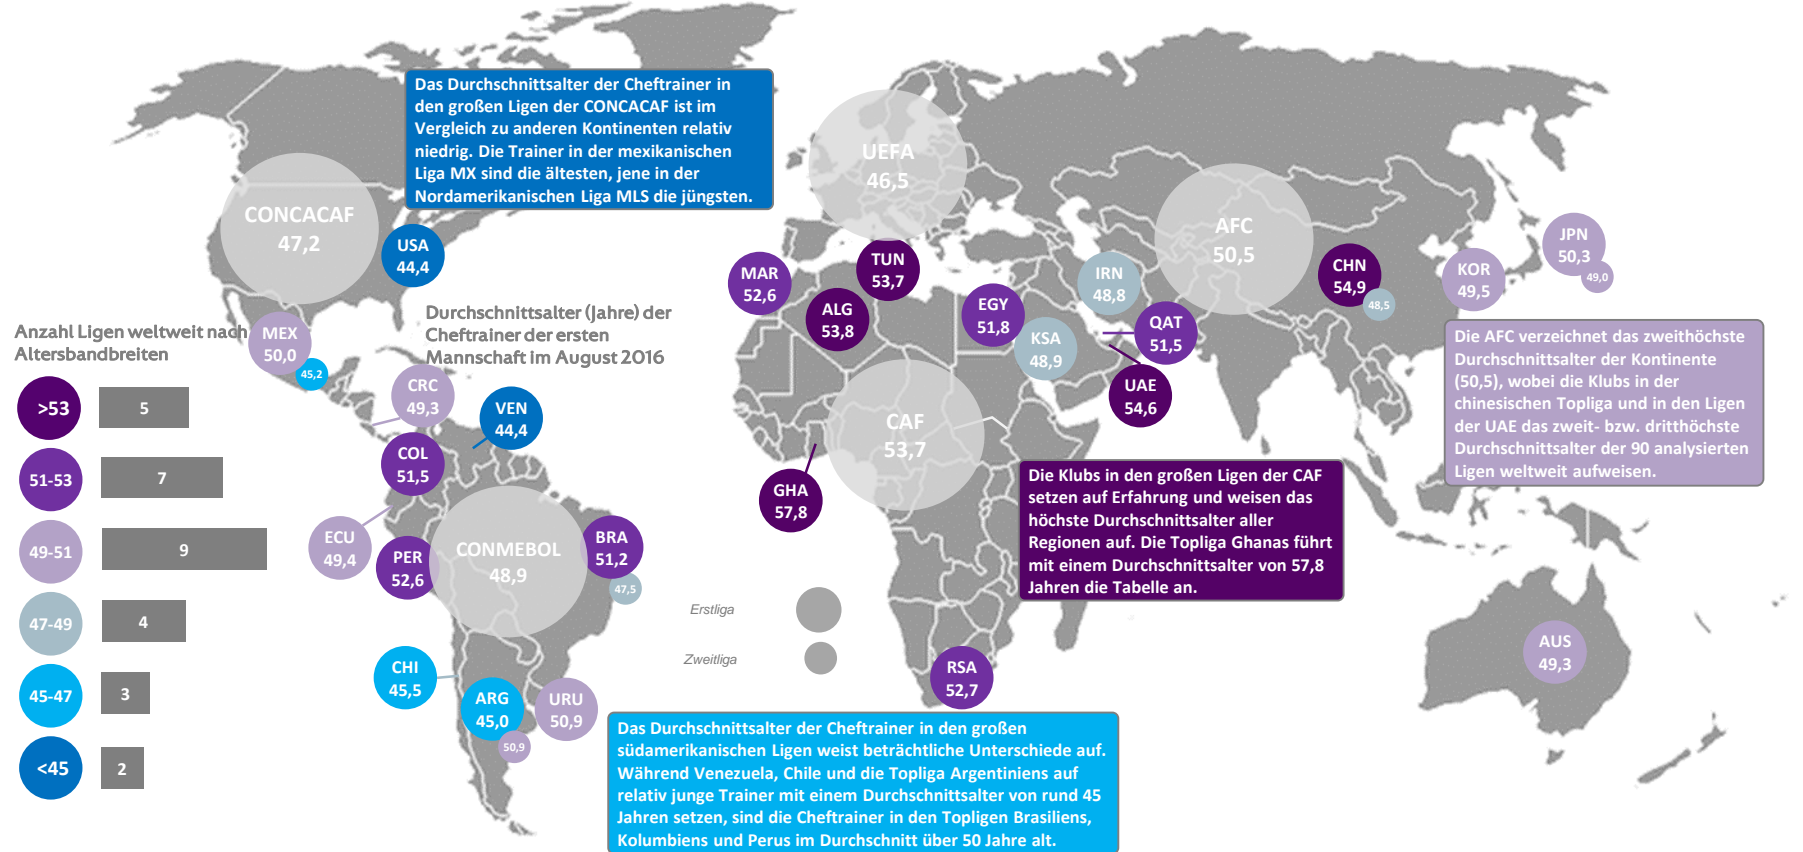 Das Durchschnittsalter der Cheftrainer in
den großen Ligen der CONCACAF ist im
Vergleich zu anderen Kontinenten relativ
niedrig. Die Trainer in der mexikanischen
Liga MX sind die ältesten, jene in der
Nordamerikanischen Liga MLS die jüngsten.
UEFA
46,5
CONCACAF
47,2
USA
44,4
AFC
50,5
JPN
50,3
49,0
KOR
49,5
CHN
54,9
48,5
TUN
53,7
MAR
52,6
ALG
53,8
EGY
51,8
IRN
48,8
KSA
48,9
QAT
51,5
UAE
54,6
Durchschnittsalter (Jahre) der
Cheftrainer der ersten
Mannschaft im August 2016
Anzahl Ligen weltweit nach
Altersbandbreiten
>53
5
51-53
7
49-51
9
47-49
4
45-47
3
<45
2
MEX
50,0
45,2
CRC
49,3
VEN
44,4
COL
51,5
ECU
49,4
PER
52,6
CONMEBOL
48,9
BRA
51,2
47,5
CHI
45,5
ARG
45,0
50,9
URU
50,9
CAF
53,7
GHA
57,8
RSA
52,7
AUS
49,3
Die AFC verzeichnet das zweithöchste
Durchschnittsalter der Kontinente
(50,5), wobei die Klubs in der
chinesischen Topliga und in den Ligen
der UAE das zweit- bzw. dritthöchste
Durchschnittsalter der 90 analysierten
Ligen weltweit aufweisen.
Die Klubs in den großen Ligen der CAF
setzen auf Erfahrung und weisen das
höchste Durchschnittsalter aller
Regionen auf. Die Topliga Ghanas führt
mit einem Durchschnittsalter von 57,8
Jahren die Tabelle an.
Erstliga
Zweitliga
Das Durchschnittsalter der Cheftrainer in den großen
südamerikanischen Ligen weist beträchtliche Unterschiede auf.
Während Venezuela, Chile und die Topliga Argentiniens auf
relativ junge Trainer mit einem Durchschnittsalter von rund 45
Jahren setzen, sind die Cheftrainer in den Topligen Brasiliens,
Kolumbiens und Perus im Durchschnitt über 50 Jahre alt.